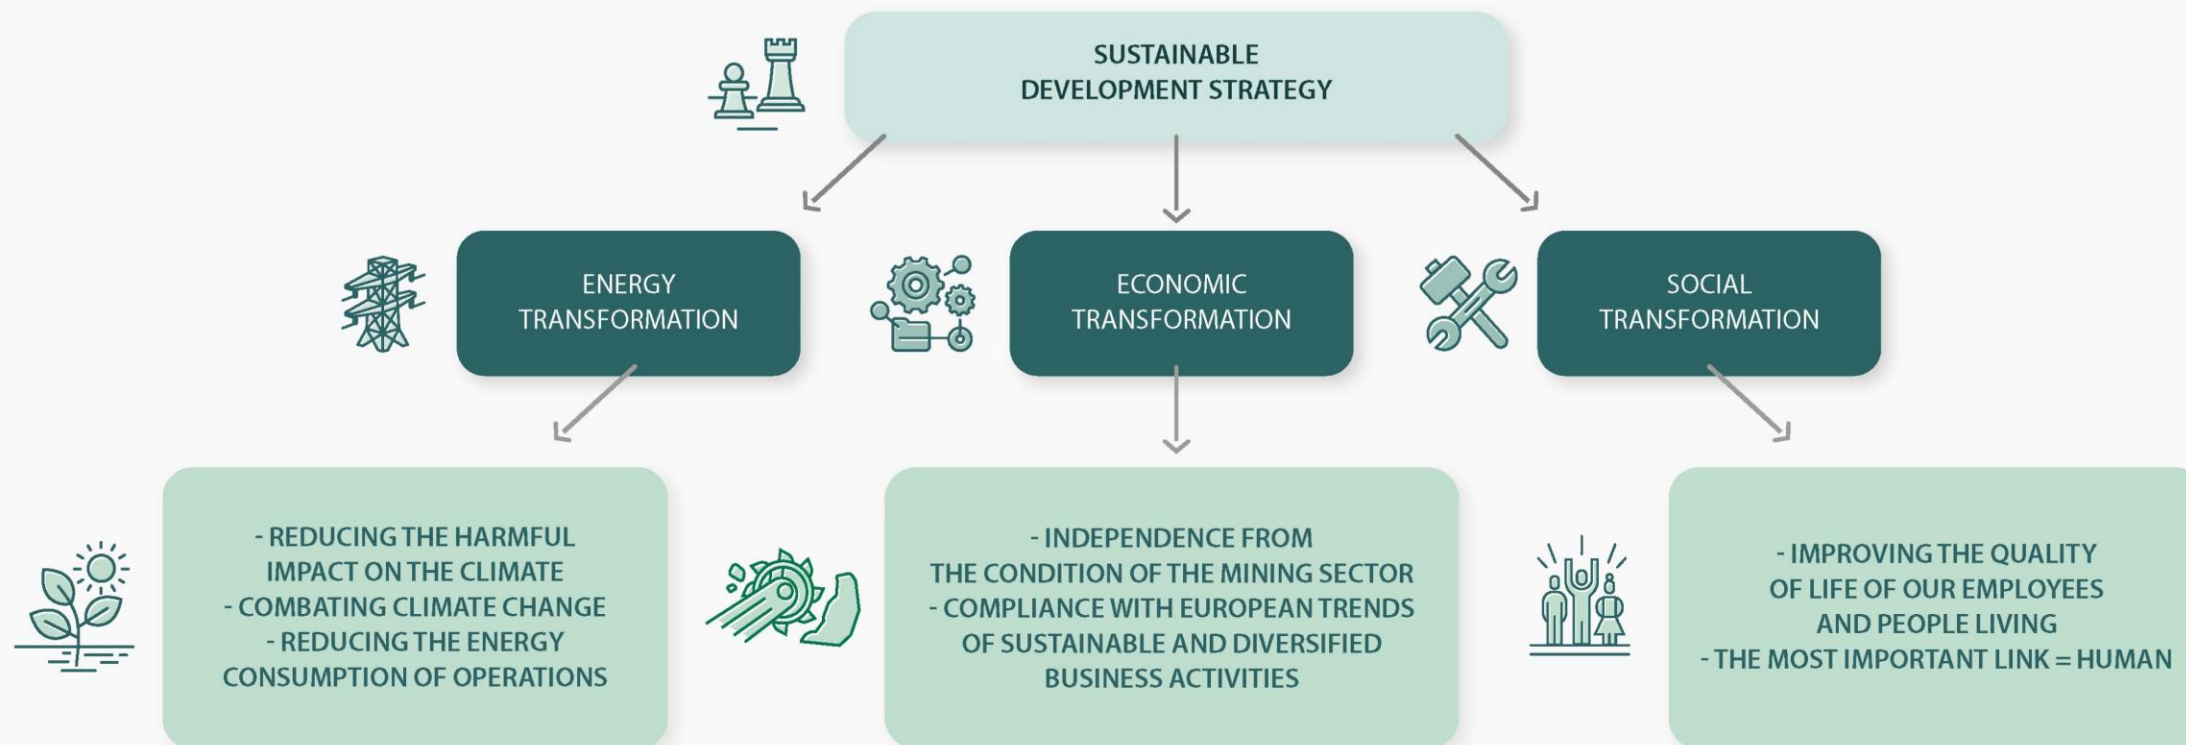 SUSTAINABLE
DEVELOPMENT STRATEGY
ENERGY
TRANSFORMATION
ECONOMIC
TRANSFORMATION
SOCIAL
TRANSFORMATION
- REDUCING THE HARMFUL
IMPACT ON THE CLIMATE
- COMBATING CLIMATE CHANGE
- REDUCING THE ENERGY
CONSUMPTION OF OPERATIONS
- INDEPENDENCE FROM
THE CONDITION OF THE MINING SECTOR
- COMPLIANCE WITH EUROPEAN TRENDS
OF SUSTAINABLE AND DIVERSIFIED
BUSINESS ACTIVITIES
- IMPROVING THE QUALITY
OF LIFE OF OUR EMPLOYEES
AND PEOPLE LIVING
- THE MOST IMPORTANT LINK = HUMAN